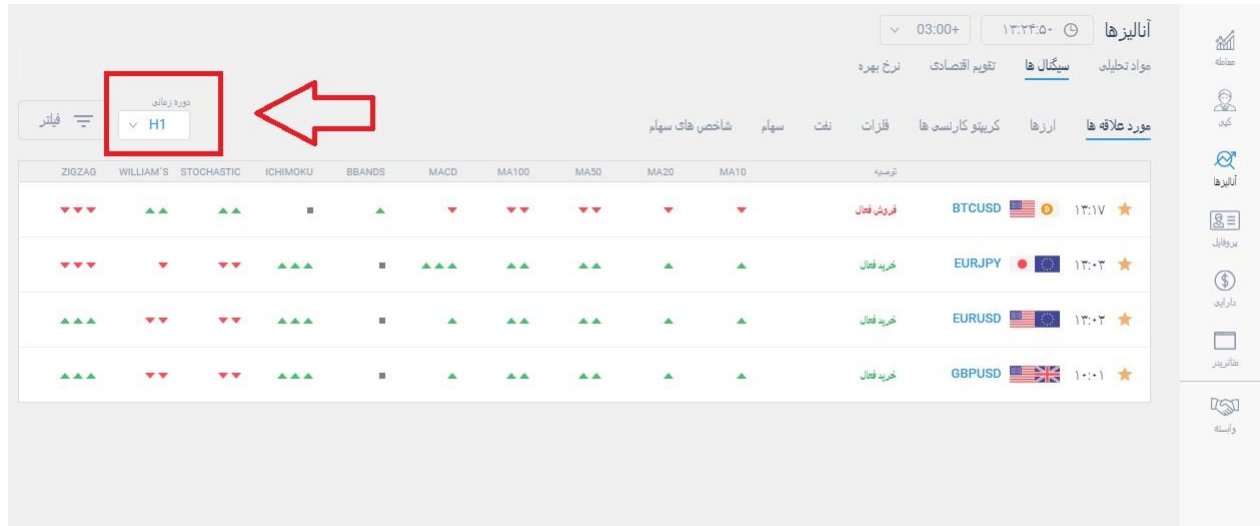 آنالیزها ۱۳:۲۴:۵۰ +03:00
مواد تحلیلی سیگنال ها تقویم اقتصادی نرخ بهره
مورد علاقه ها ارزها کریپتو کارنسی ها فلزات نفت سهام شاخص های سهام
دوره زمانی
H1
فیلتر
توصیه MA10 MA20 MA50 MA100 MACD BBANDS ICHIMOKU STOCHASTIC WILLIAM'S ZIGZAG
۱۳:۱۷ BTCUSD فروش فعال
۱۳:۰۳ EURJPY خرید فعال
۱۳:۰۲ EURUSD خرید فعال
۱۰:۰۱ GBPUSD خرید فعال
معامله
کپی
آنالیزها
پروفایل
دارایی
متاتریدر
وابسته